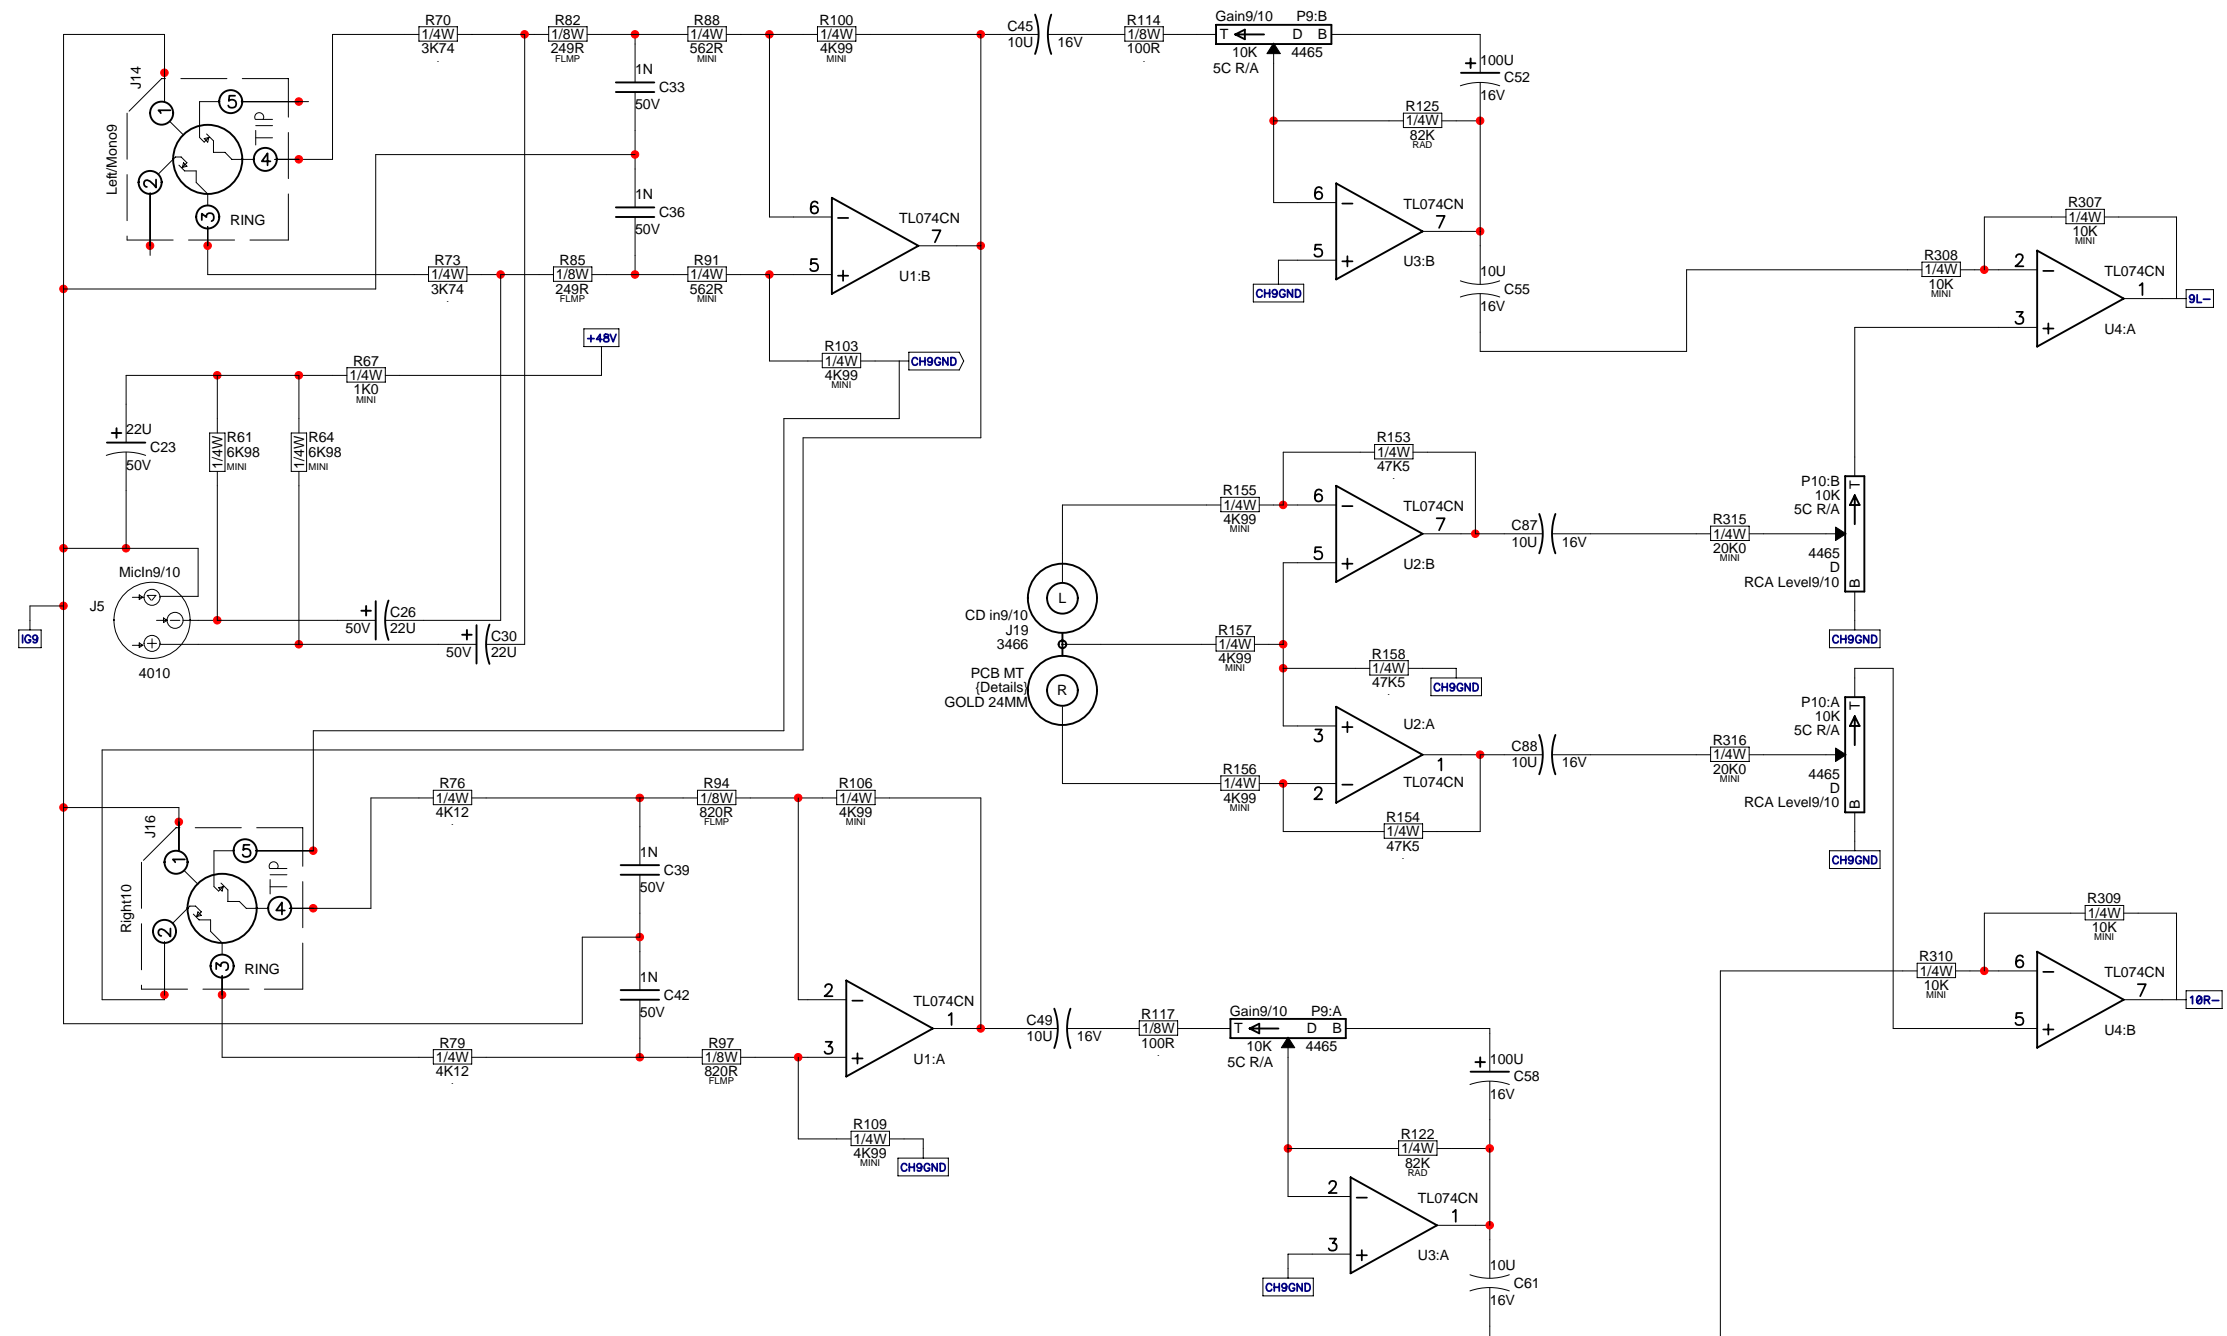 R70
1/4W
3K74
R82
1/8W
249R
FLMP
R88
1/4W
562R
MINI
R100
1/4W
4K99
MINI
C45
10U
16V
R114
1/8W
100R
Gain9/10 P9:B
T D B
10K 4465
5C R/A
100U
C52
16V
J14
Left/Mono9
1
5
TIP
4
2
3 RING
1N
C33
50V
1N
C36
50V
R125
1/4W
82K
RAD
6
5
TL074CN
7
U1:B
6
5
TL074CN
7
U3:B
CH9GND
10U
C55
16V
R307
1/4W
10K
MINI
R308
1/4W
10K
MINI
2
3
TL074CN
1
U4:A
9L-
R73
1/4W
3K74
R85
1/8W
249R
FLMP
R91
1/4W
562R
MINI
+48V
R103
1/4W
4K99
MINI
CH9GND
R67
1/4W
1K0
MINI
22U
C23
50V
R61
1/4W
6K98
MINI
R64
1/4W
6K98
MINI
R153
1/4W
47K5
R155
1/4W
4K99
MINI
6
5
TL074CN
7
U2:B
C87
10U
16V
R315
1/4W
20K0
MINI
P10:B
10K
5C R/A
T
4465
D
RCA Level9/10
B
CH9GND
MicIn9/10
J5
4010
IG9
C26
50V
22U
C30
50V
22U
L
CD in9/10
J19
3466
PCB MT
{Details}
GOLD 24MM
R
R157
1/4W
4K99
MINI
R158
1/4W
47K5
CH9GND
U2:A
3
2
1
TL074CN
R156
1/4W
4K99
MINI
R154
1/4W
47K5
C88
10U
16V
R316
1/4W
20K0
MINI
P10:A
10K
5C R/A
T
4465
D
RCA Level9/10
B
CH9GND
R76
1/4W
4K12
R94
1/8W
820R
FLMP
R106
1/4W
4K99
MINI
J16
Right10
1
5
TIP
4
2
3 RING
1N
C39
50V
1N
C42
50V
2
3
TL074CN
1
U1:A
R79
1/4W
4K12
R97
1/8W
820R
FLMP
R109
1/4W
4K99
MINI
CH9GND
C49
10U
16V
R117
1/8W
100R
Gain9/10 P9:A
T D B
10K 4465
5C R/A
100U
C58
16V
R122
1/4W
82K
RAD
2
3
TL074CN
1
U3:A
CH9GND
10U
C61
16V
R309
1/4W
10K
MINI
R310
1/4W
10K
MINI
6
5
TL074CN
7
U4:B
10R-